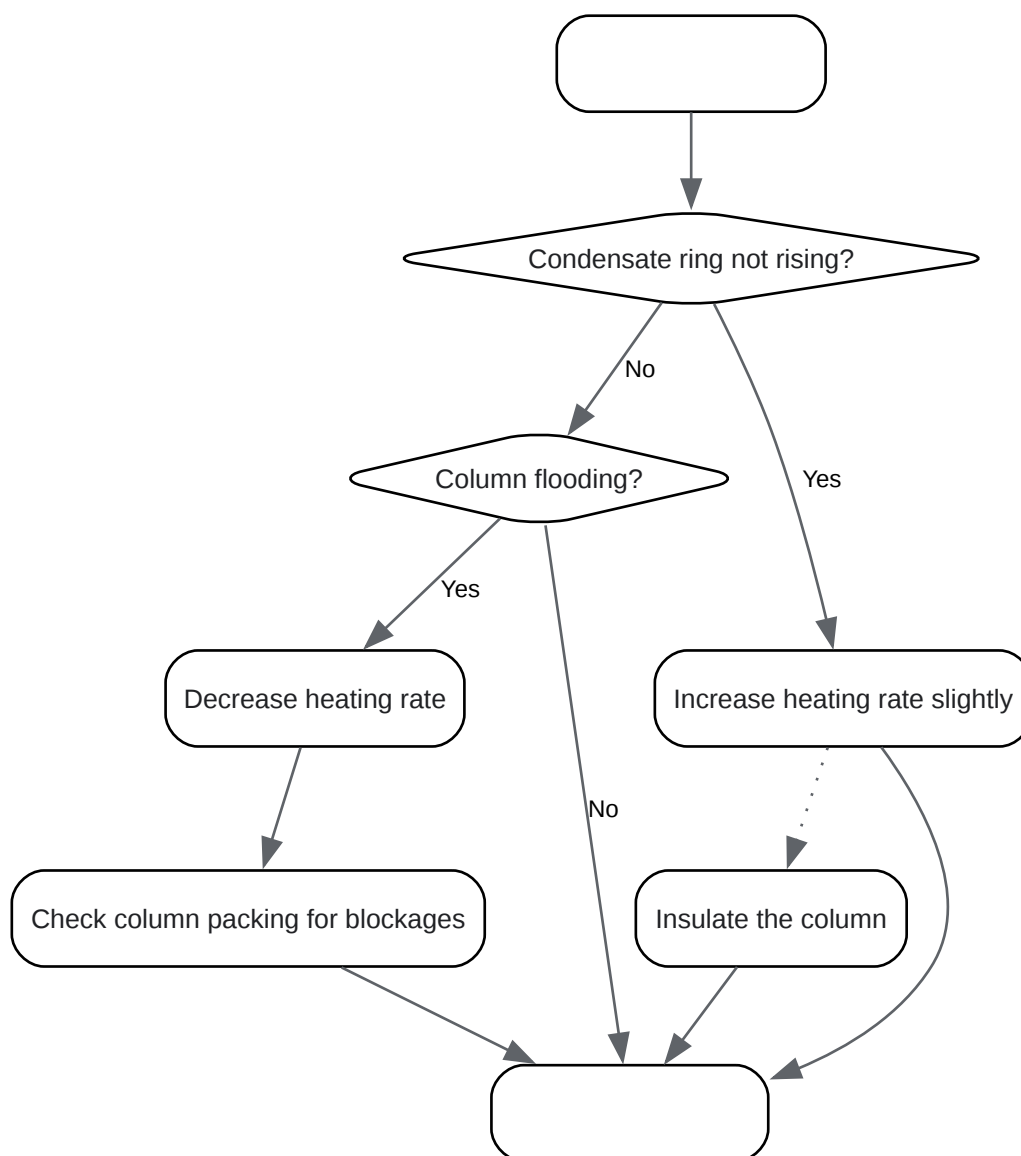 Condensate ring not rising?
No
Column flooding?
Yes
Yes
Decrease heating rate
Increase heating rate slightly
No
Check column packing for blockages
Insulate the column